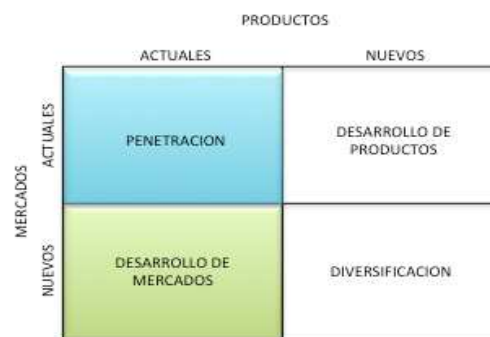 PRODUCTOS
ACTUALES
NUEVOS
MERCADOS
ACTUALES
PENETRACION
DESARROLLO DE
PRODUCTOS
NUEVOS
DESARROLLO DE
MERCADOS
DIVERSIFICACION